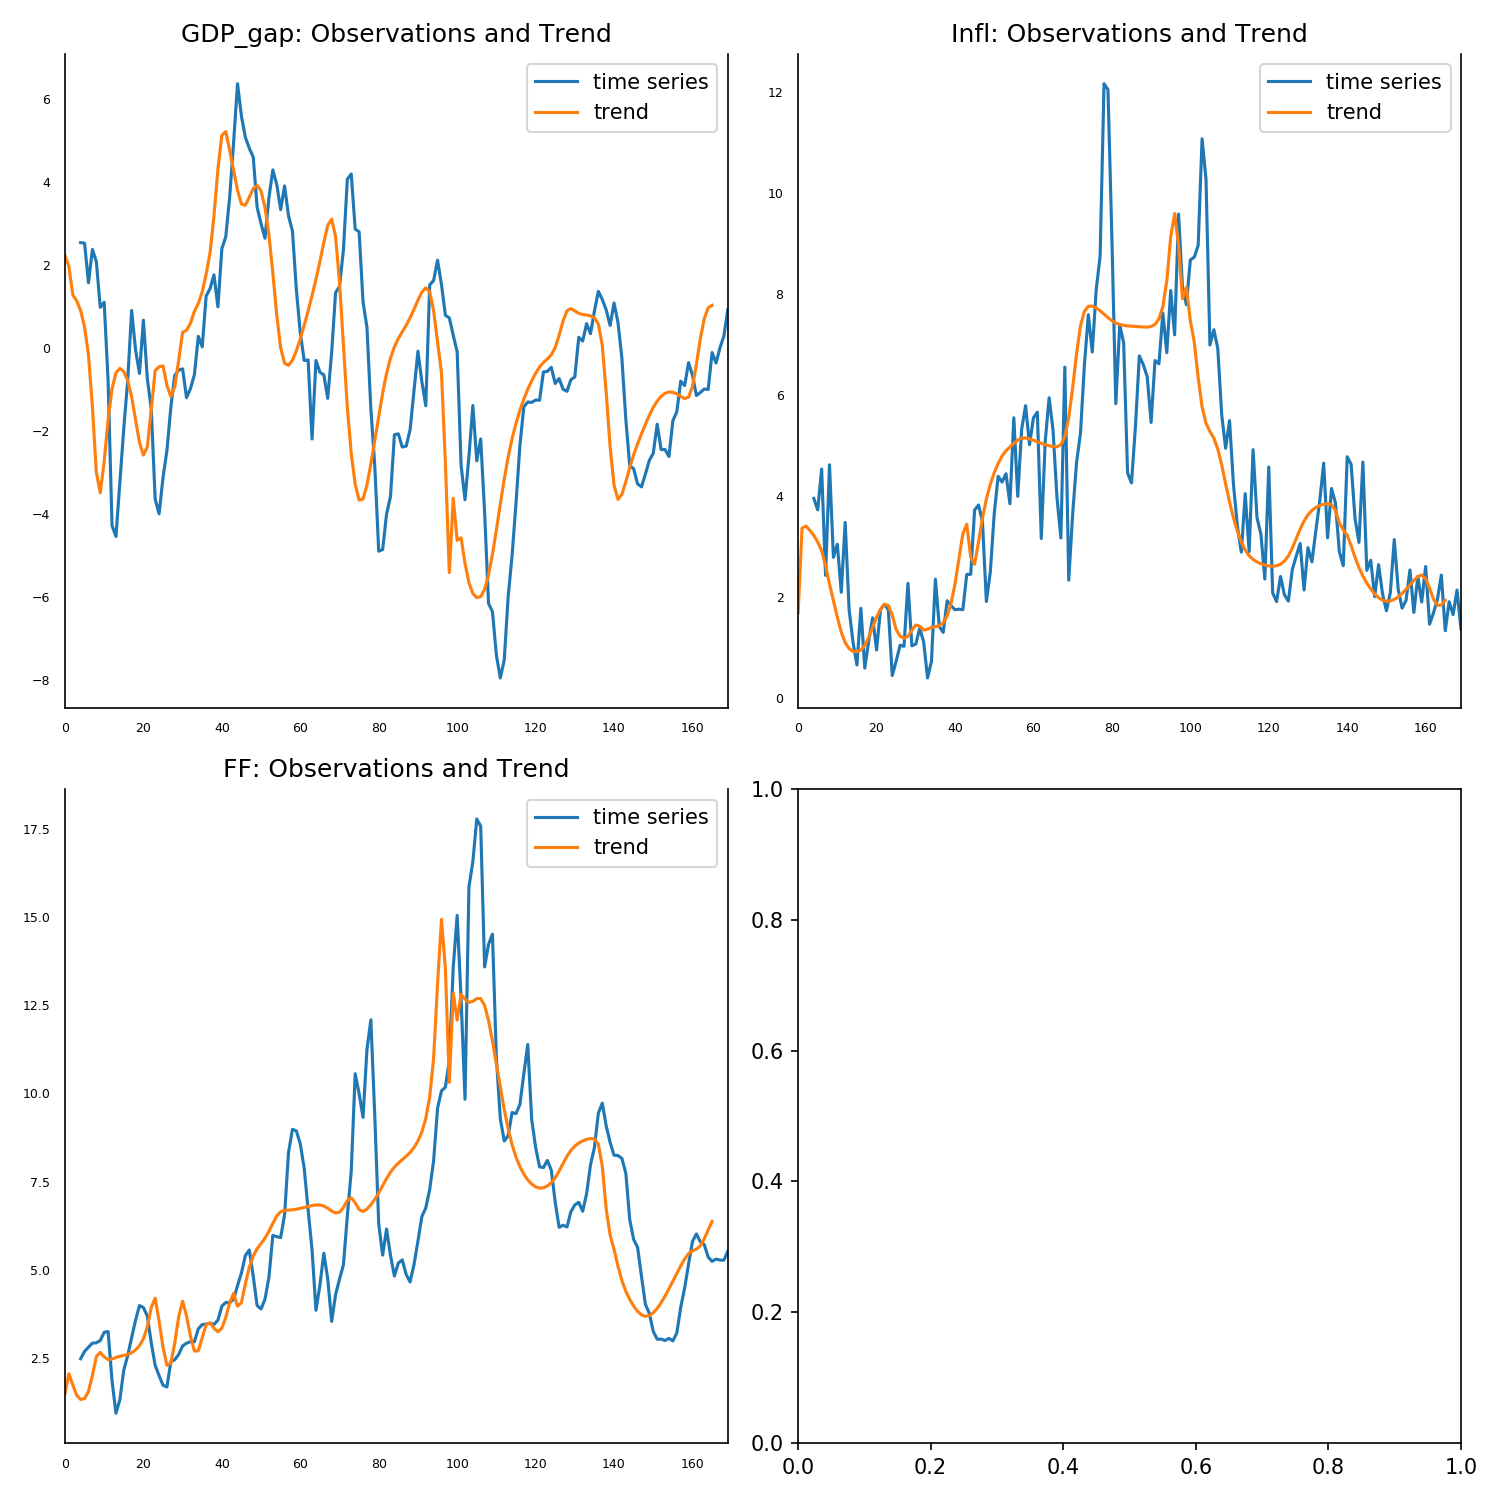 GDP_gap: Observations and Trend
time series
trend
6
4
2
0
−2
−4
−6
−8
0 20 40 60 80 100 120 140 160
Infl: Observations and Trend
time series
trend
12
10
8
6
4
2
0
0 20 40 60 80 100 120 140 160
FF: Observations and Trend
time series
trend
17.5
15.0
12.5
10.0
7.5
5.0
2.5
0 20 40 60 80 100 120 140 160
1.0
0.8
0.6
0.4
0.2
0.0
0.0 0.2 0.4 0.6 0.8 1.0